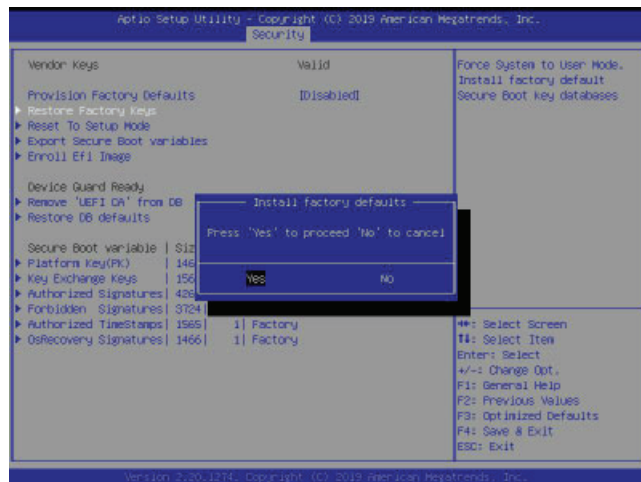 Aptio Setup Utility - Copyright (C) 2019 American Megatrends, Inc.
Security
Vendor Keys Valid
Provision Factory Defaults [Disabled]
Restore Factory Keys
Reset To Setup Mode
Export Secure Boot variables
Enroll Efi Image
Device Guard Ready
Remove 'UEFI CA' from DB
Restore DB defaults
Secure Boot variable | Siz
Platform Key(PK) | 146
Key Exchange Keys | 156
Authorized Signatures| 426
Forbidden Signatures| 3724|
Authorized TimeStamps| 1565| 1| Factory
OsRecovery Signatures| 1466| 1| Factory
Install factory defaults
Press 'Yes' to proceed 'No' to cancel
Yes No
Force System to User Mode.
Install factory default
Secure Boot key databases
: Select Screen
↑↓: Select Item
Enter: Select
+/-: Change Opt.
F1: General Help
F2: Previous Values
F3: Optimized Defaults
F4: Save & Exit
ESC: Exit
Version 2.20.1274. Copyright (C) 2019 American Megatrends, Inc.